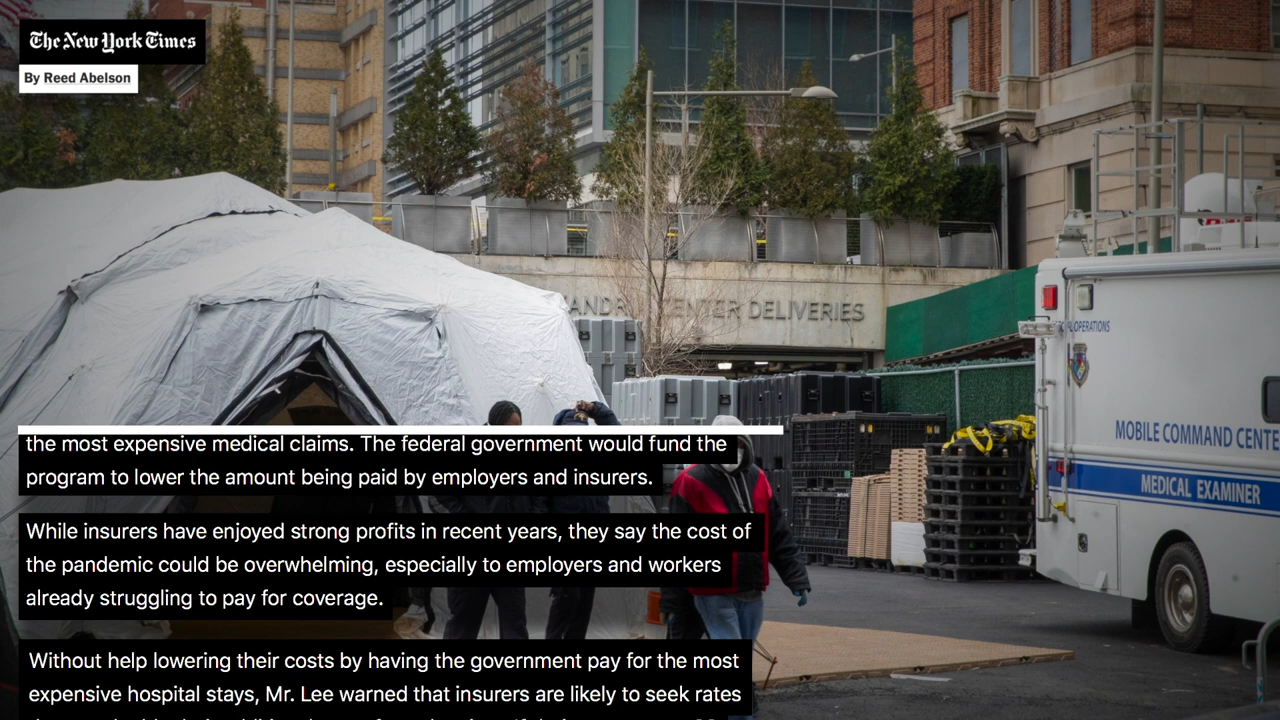 The New York Times
By Reed Abelson
CENTER DELIVERIES
OPERATIONS
MOBILE COMMAND
MEDICAL EXAMINER
the most expensive medical claims. The federal government would fund the
program to lower the amount being paid by employers and insurers.
While insurers have enjoyed strong profits in recent years, they say the cost of
the pandemic could be overwhelming, especially to employers and workers
already struggling to pay for coverage.
Without help lowering their costs by having the government pay for the most
expensive hospital stays, Mr. Lee warned that insurers are likely to seek rates